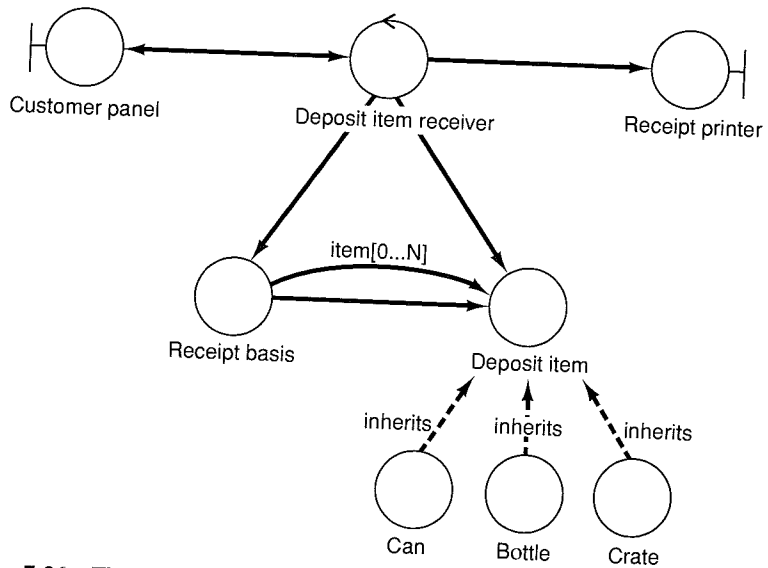 Customer panel
Deposit item receiver
Receipt printer
item[0...N]
Receipt basis
Deposit item
inherits
inherits
inherits
Can
Bottle
Crate